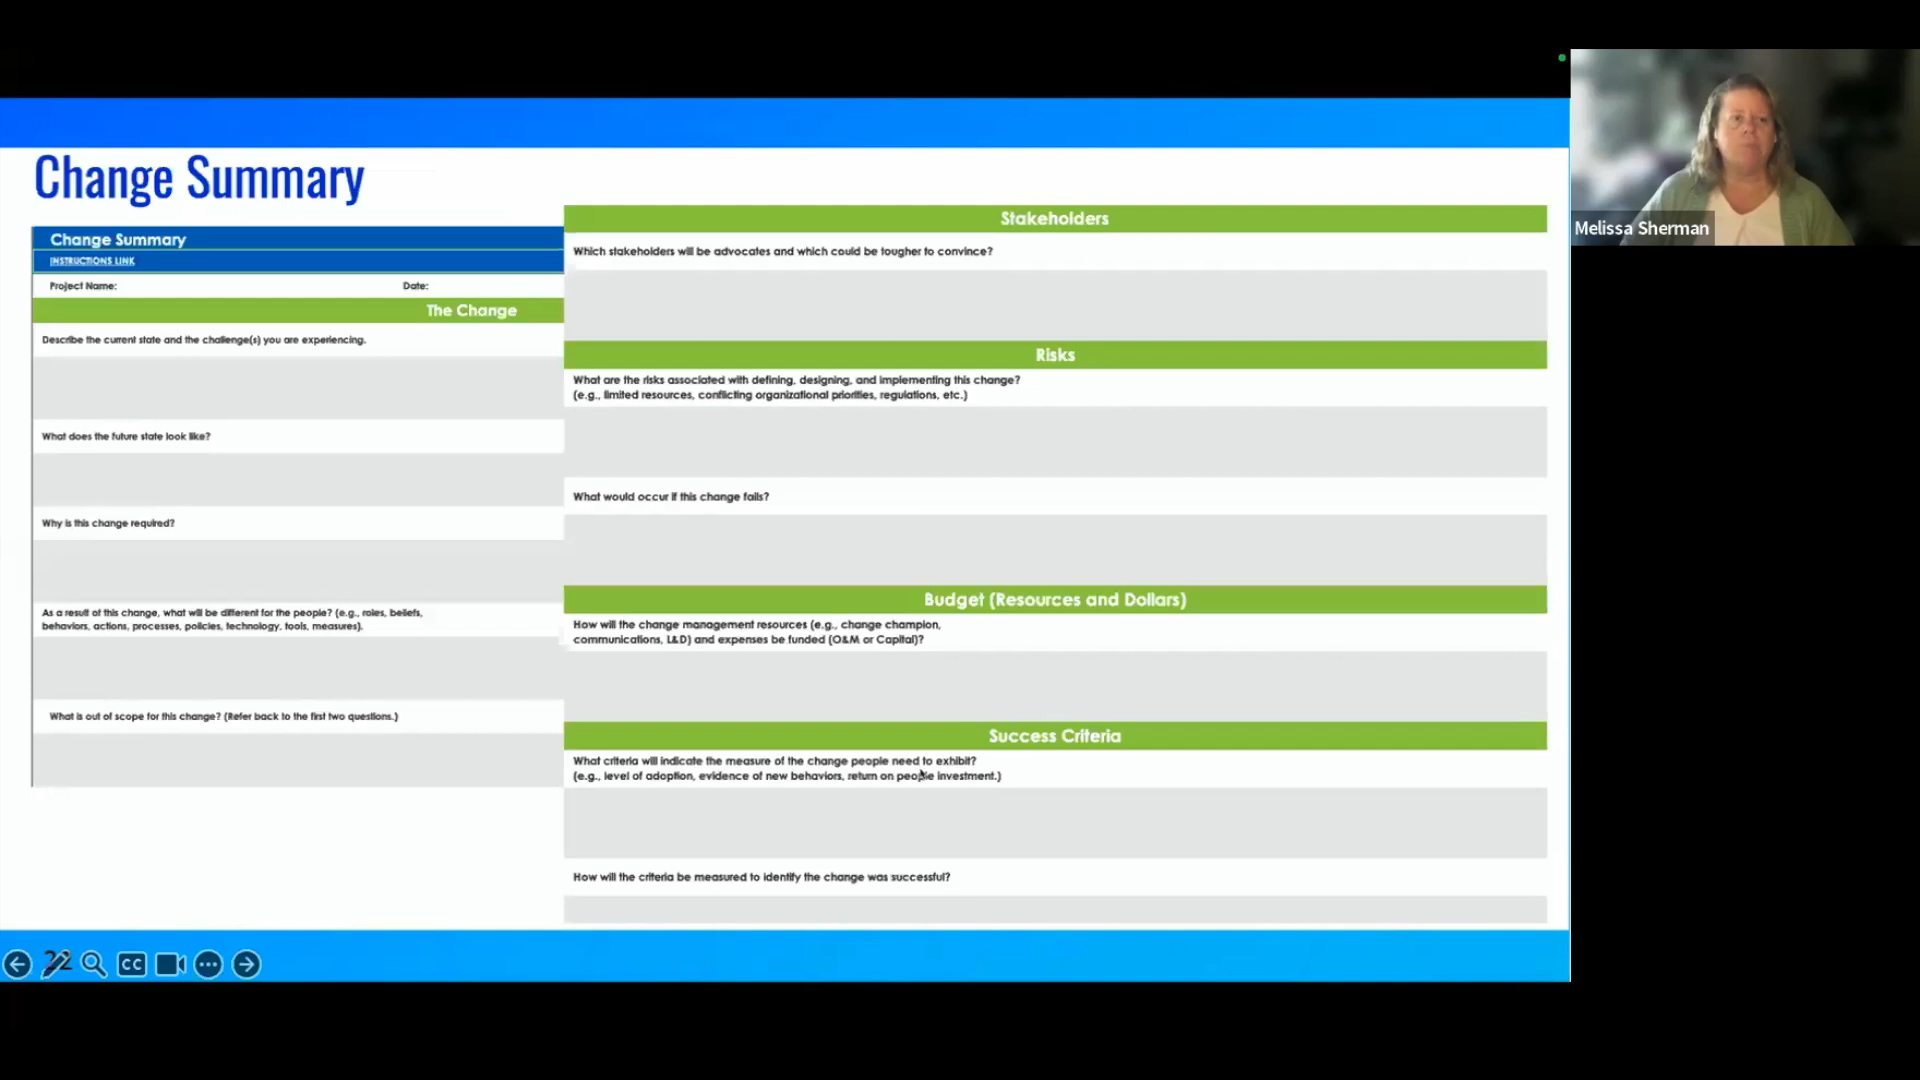 Change Summary
Change Summary
INSTRUCTIONS LINK
Project Name: Date:
The Change
Describe the current state and the challenge(s) you are experiencing.
What does the future state look like?
Why is this change required?
As a result of this change, what will be different for the people? (e.g., roles, beliefs,
behaviors, actions, processes, policies, technology, tools, measures).
What is out of scope for this change? (Refer back to the first two questions.)
Stakeholders
Which stakeholders will be advocates and which could be tougher to convince?
Risks
What are the risks associated with defining, designing, and implementing this change?
(e.g., limited resources, conflicting organizational priorities, regulations, etc.)
What would occur if this change fails?
Budget (Resources and Dollars)
How will the change management resources (e.g., change champion,
communications, L&D) and expenses be funded (O&M or Capital)?
Success Criteria
What criteria will indicate the measure of the change people need to exhibit?
(e.g., level of adoption, evidence of new behaviors, return on people investment.)
How will the criteria be measured to identify the change was successful?
22
CC
Melissa Sherman